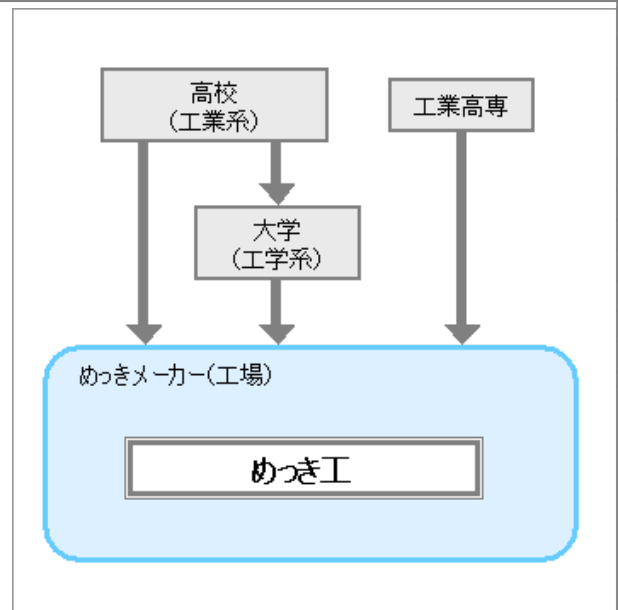 高校
(工業系)
工業高専
大学
(工学系)
めっきメーカー(工場)
めっき工